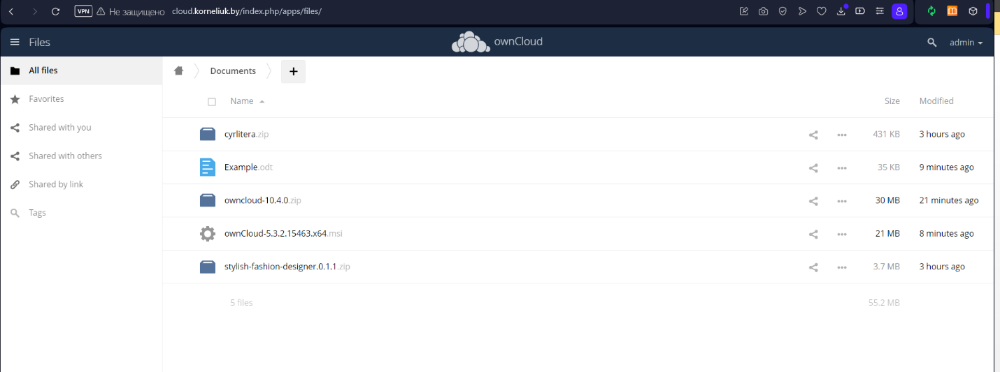 VPN Не защищено cloud.korneliuk.by/index.php/apps/files/
Files ownCloud admin
All files
Favorites
Shared with you
Shared with others
Shared by link
Tags
Documents +
Name Size Modified
cyrlitera.zip 431 KB 3 hours ago
Example.odt 35 KB 9 minutes ago
owncloud-10.4.0.zip 30 MB 21 minutes ago
ownCloud-5.3.2.15463.x64.msi 21 MB 8 minutes ago
stylish-fashion-designer.0.1.1.zip 3.7 MB 3 hours ago
5 files 55.2 MB